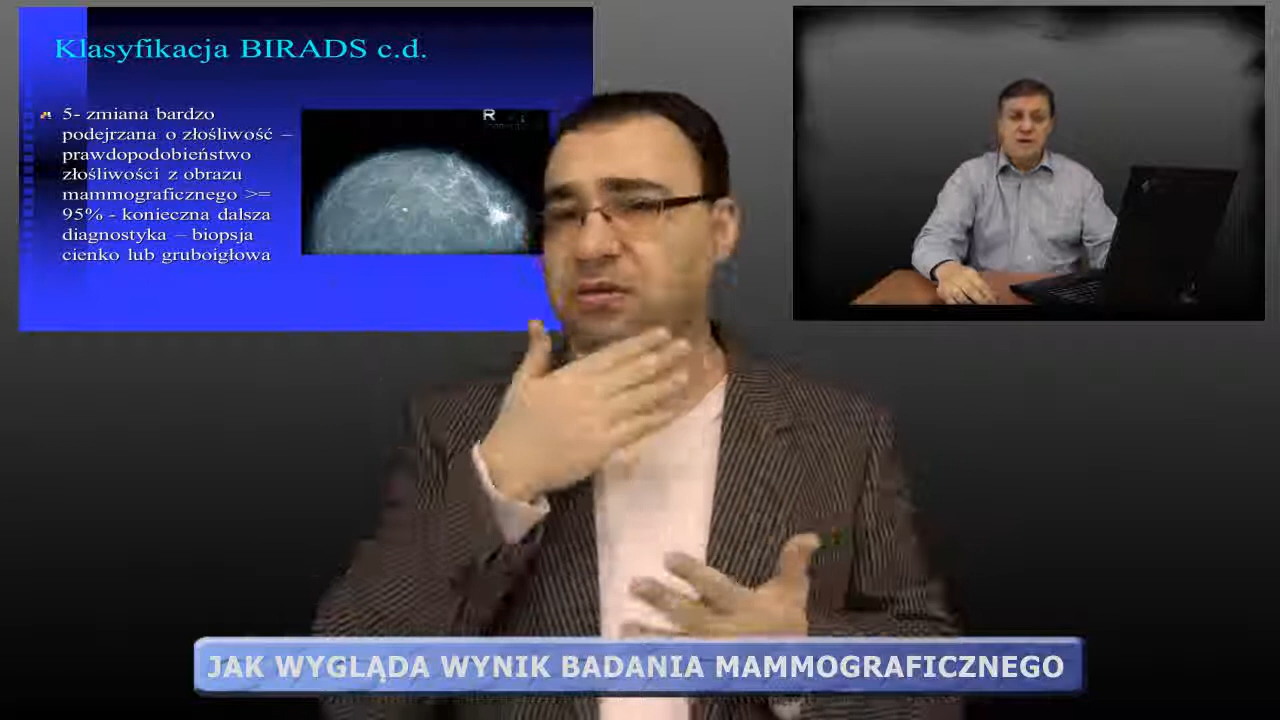 Klasyfikacja BIRADS c.d.
5- zmiana bardzo
podejrzana o złośliwość –
prawdopodobieństwo
złośliwości z obrazu
mammograficznego >=
95% - konieczna dalsza
diagnostyka – biopsja
cienko lub gruboigłowa
R
JAK WYGLĄDA WYNIK BADANIA MAMMOGRAFICZNEGO